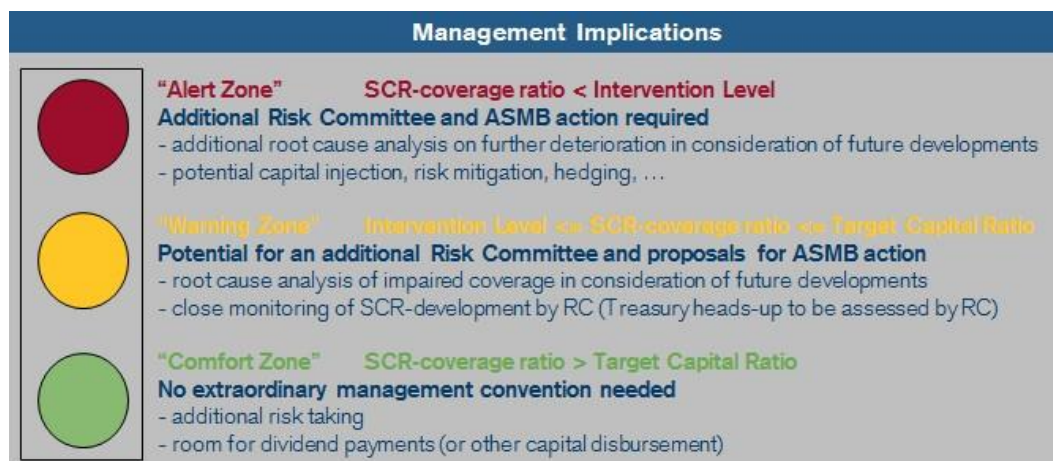 Management Implications
"Alert Zone" SCR-coverage ratio < Intervention Level
Additional Risk Committee and ASMB action required
- additional root cause analysis on further deterioration in consideration of future developments
- potential capital injection, risk mitigation, hedging, ...
"Warning Zone" Intervention Level <= SCR-coverage ratio <= Target Capital Ratio
Potential for an additional Risk Committee and proposals for ASMB action
- root cause analysis of impaired coverage in consideration of future developments
- close monitoring of SCR-development by RC (Treasury heads-up to be assessed by RC)
"Comfort Zone" SCR-coverage ratio > Target Capital Ratio
No extraordinary management convention needed
- additional risk taking
- room for dividend payments (or other capital disbursement)